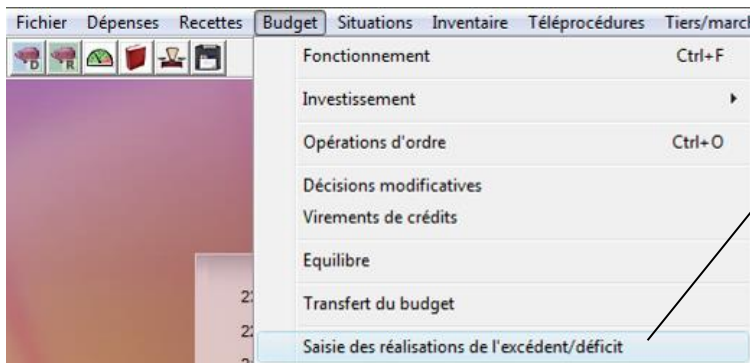 Fichier Dépenses Recettes Budget Situations Inventaire Téléprocédures Tiers/march
D R
Fonctionnement Ctrl+F
Investissement
Opérations d'ordre Ctrl+O
Décisions modificatives
Virements de crédits
Equilibre
Transfert du budget
Saisie des réalisations de l'excédent/déficit